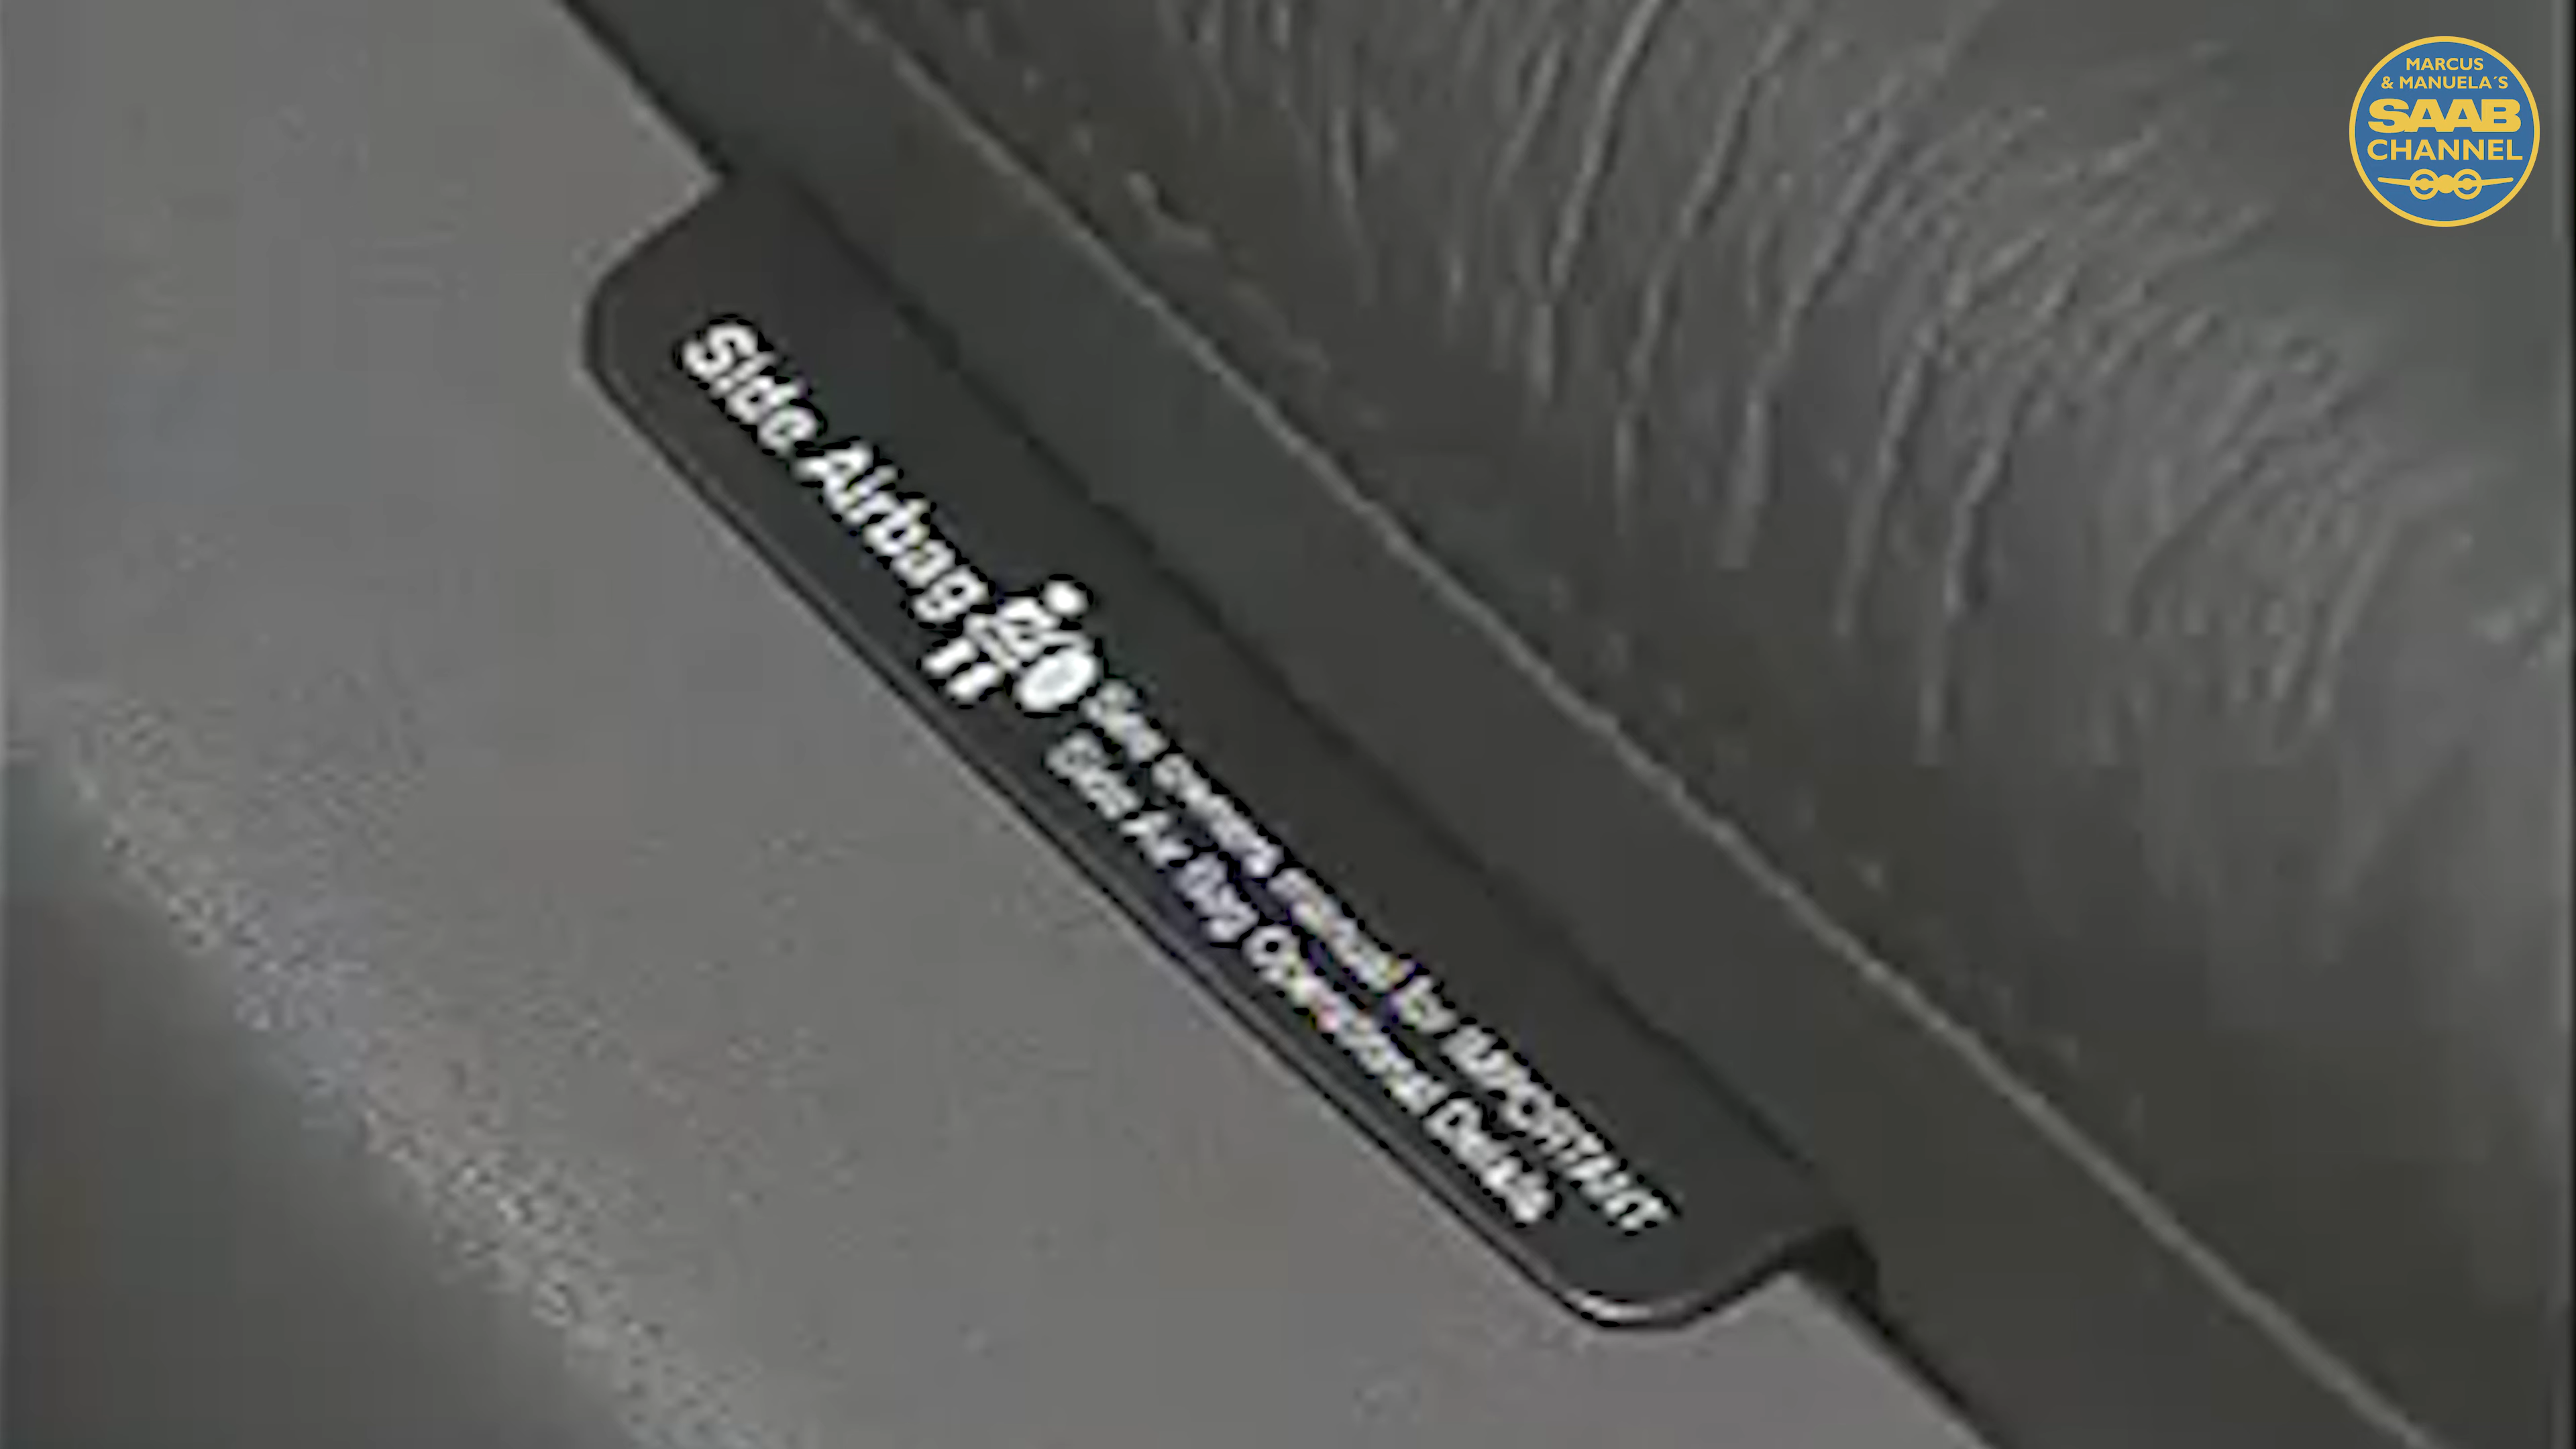 MARCUS
& MANUELA´S
SAAB
CHANNEL
Side Airbag
See owners manual for IMPORTANT
Side Air Bag Operational Details